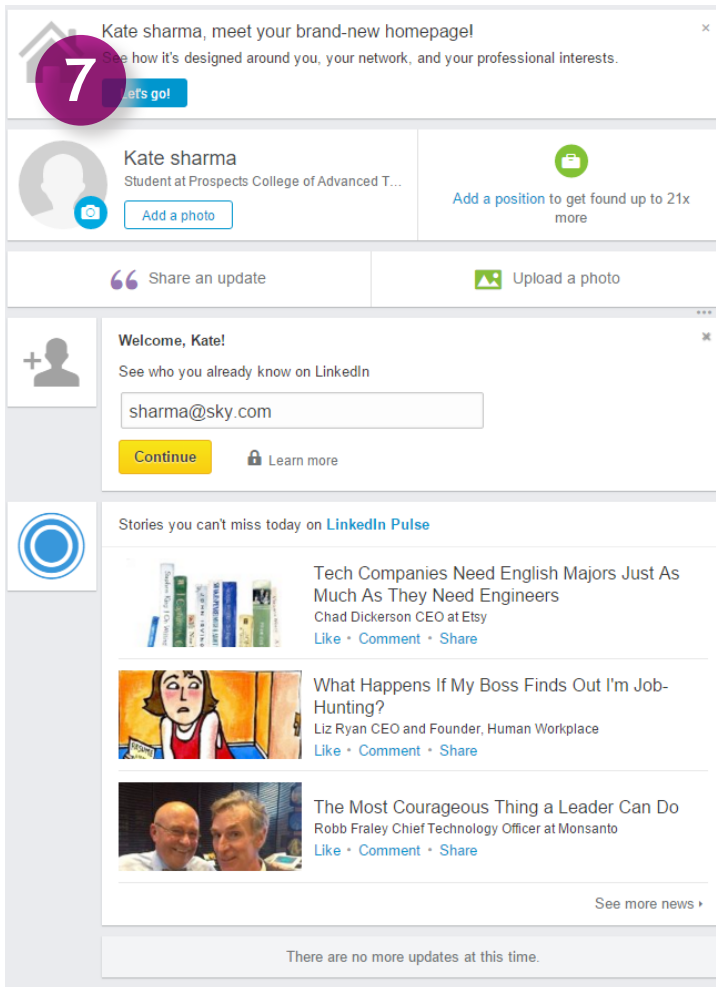 Kate sharma, meet your brand-new homepage!
See how it's designed around you, your network, and your professional interests.
7
Let's go!
Kate sharma
Student at Prospects College of Advanced T...
Add a photo
Add a position to get found up to 21x
more
Share an update
Upload a photo
Welcome, Kate!
See who you already know on LinkedIn
sharma@sky.com
Continue
Learn more
Stories you can't miss today on LinkedIn Pulse
Tech Companies Need English Majors Just As
Much As They Need Engineers
Chad Dickerson CEO at Etsy
Like • Comment • Share
What Happens If My Boss Finds Out I'm Job-
Hunting?
Liz Ryan CEO and Founder, Human Workplace
Like • Comment • Share
The Most Courageous Thing a Leader Can Do
Robb Fraley Chief Technology Officer at Monsanto
Like • Comment • Share
See more news
There are no more updates at this time.